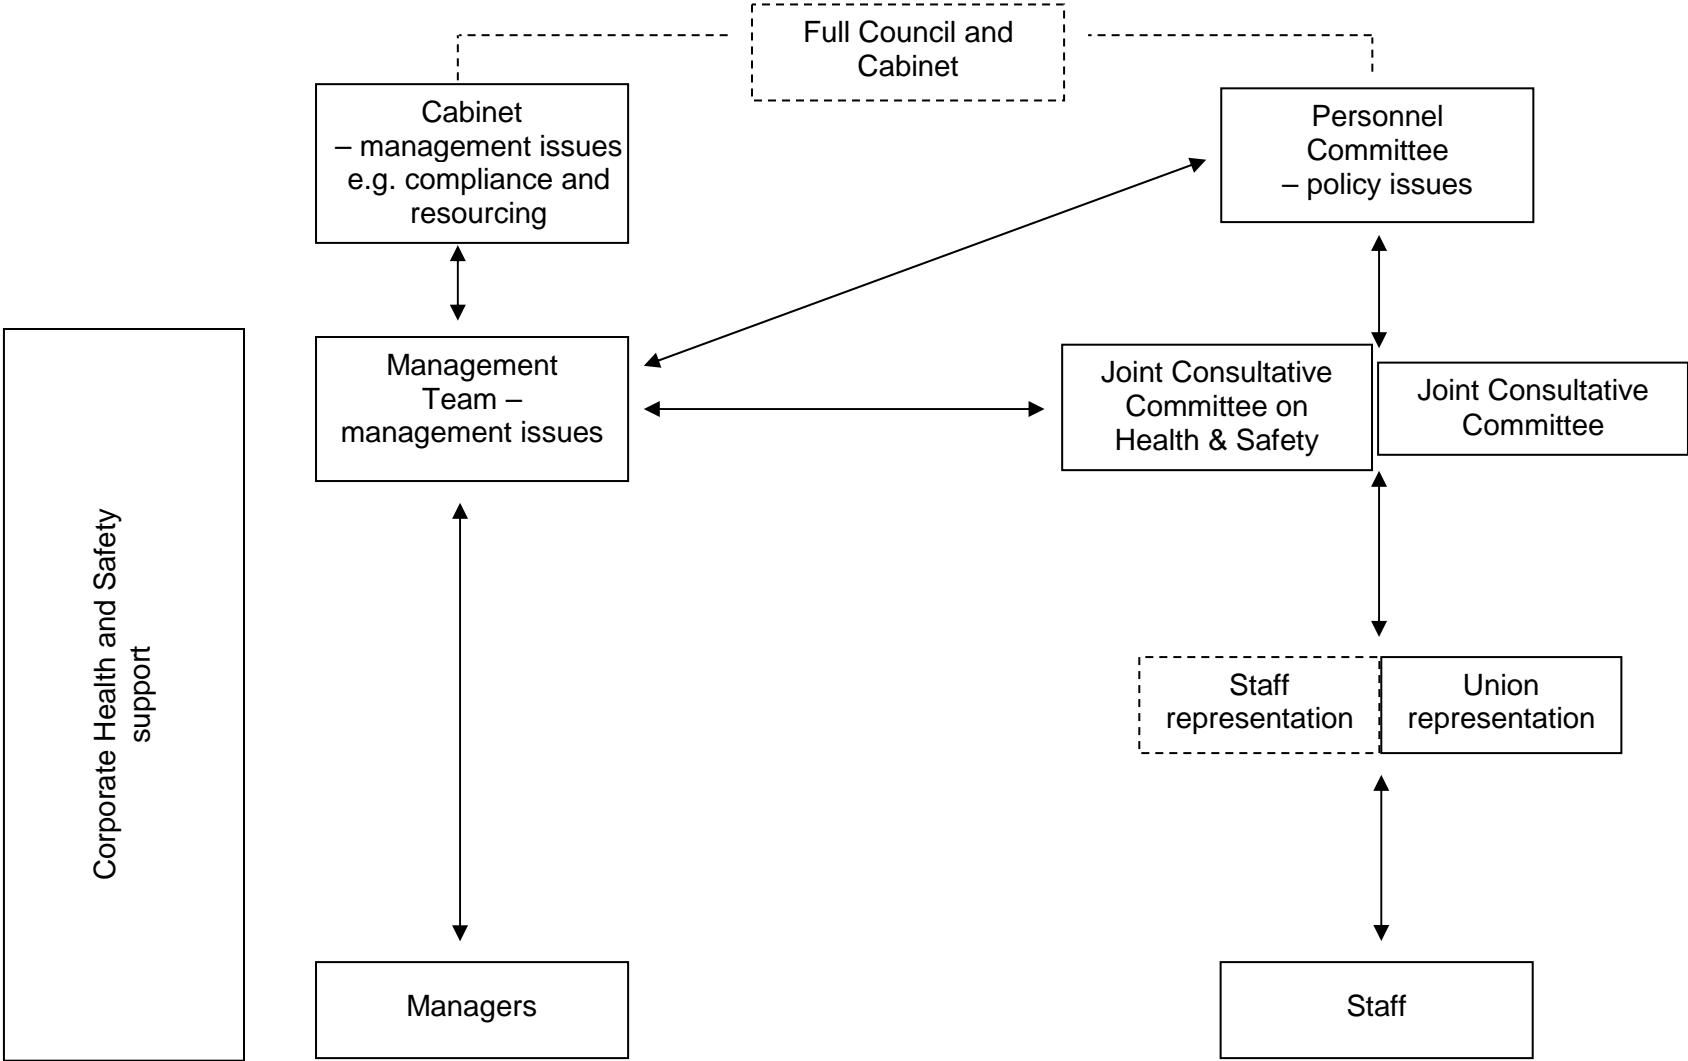 Full Council and
Cabinet
Cabinet
– management issues
e.g. compliance and
resourcing
Personnel
Committee
– policy issues
Management
Team –
management issues
Joint Consultative
Committee on
Health & Safety
Joint Consultative
Committee
Corporate Health and Safety
support
Staff
representation
Union
representation
Managers
Staff